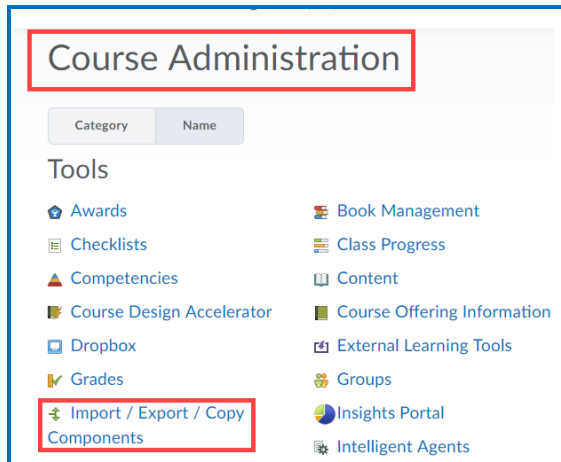 Course Administration
Category
Name
Tools
Awards
Book Management
Checklists
Class Progress
Competencies
Content
Course Design Accelerator
Course Offering Information
Dropbox
External Learning Tools
Grades
Groups
Import / Export / Copy
Components
Insights Portal
Intelligent Agents